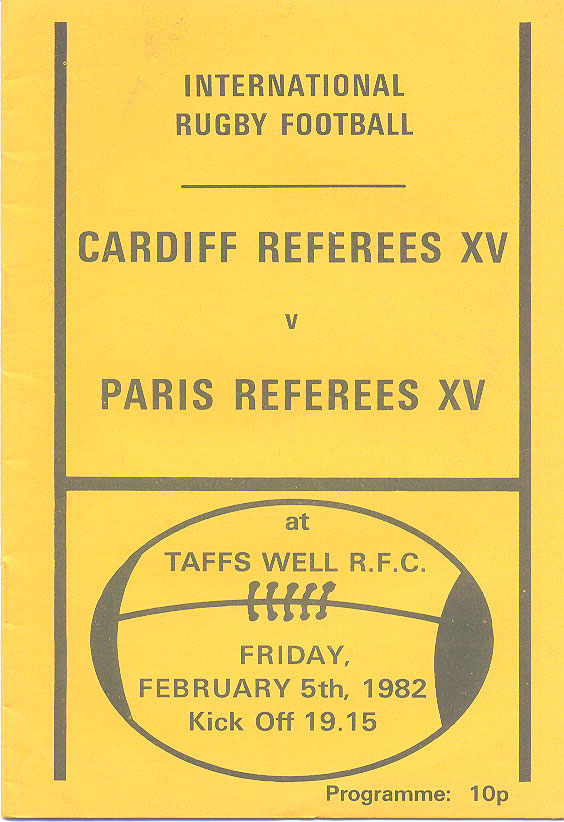 INTERNATIONAL
RUGBY FOOTBALL
CARDIFF REFEREES XV
v
PARIS REFEREES XV
at
TAFFS WELL R.F.C.
FRIDAY,
FEBRUARY 5th, 1982
Kick Off 19.15
Programme: 10p